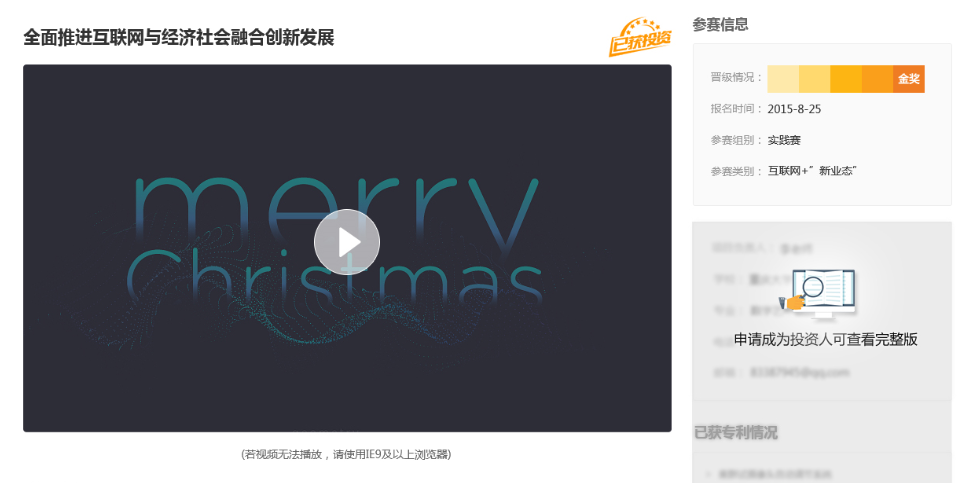 全面推进互联网与经济社会融合创新发展
已获投资
merry
Christmas
(若视频无法播放，请使用IE9及以上浏览器)
参赛信息
晋级情况： 金奖
报名时间： 2015-8-25
参赛组别： 实践赛
参赛类别： 互联网+”新业态”
申请成为投资人可查看完整版
已获专利情况